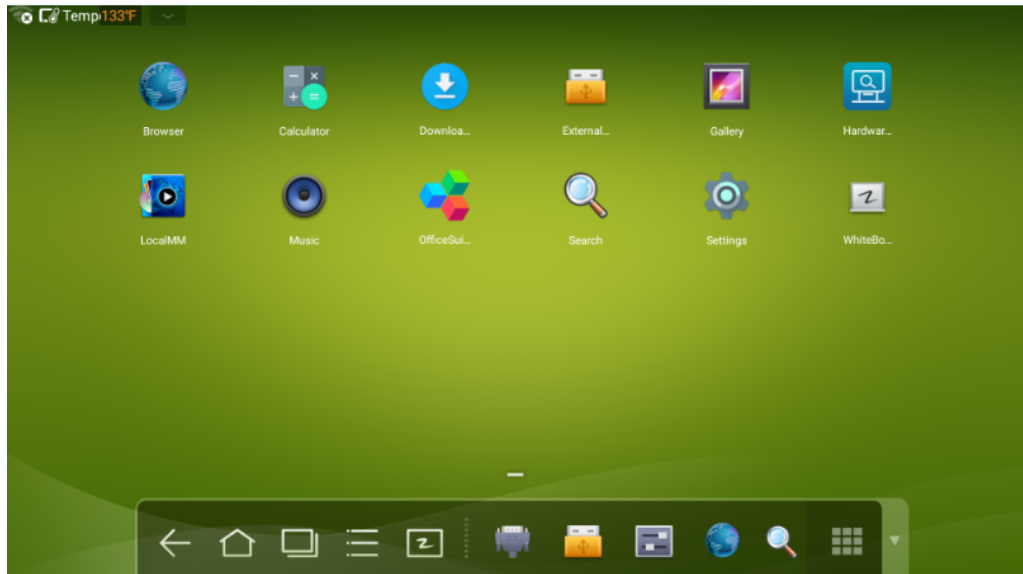 Temp 133°F
Browser
Calculator
Downloa...
External...
Gallery
Hardwar...
LocalMM
Music
OfficeSui...
Search
Settings
WhiteBo...